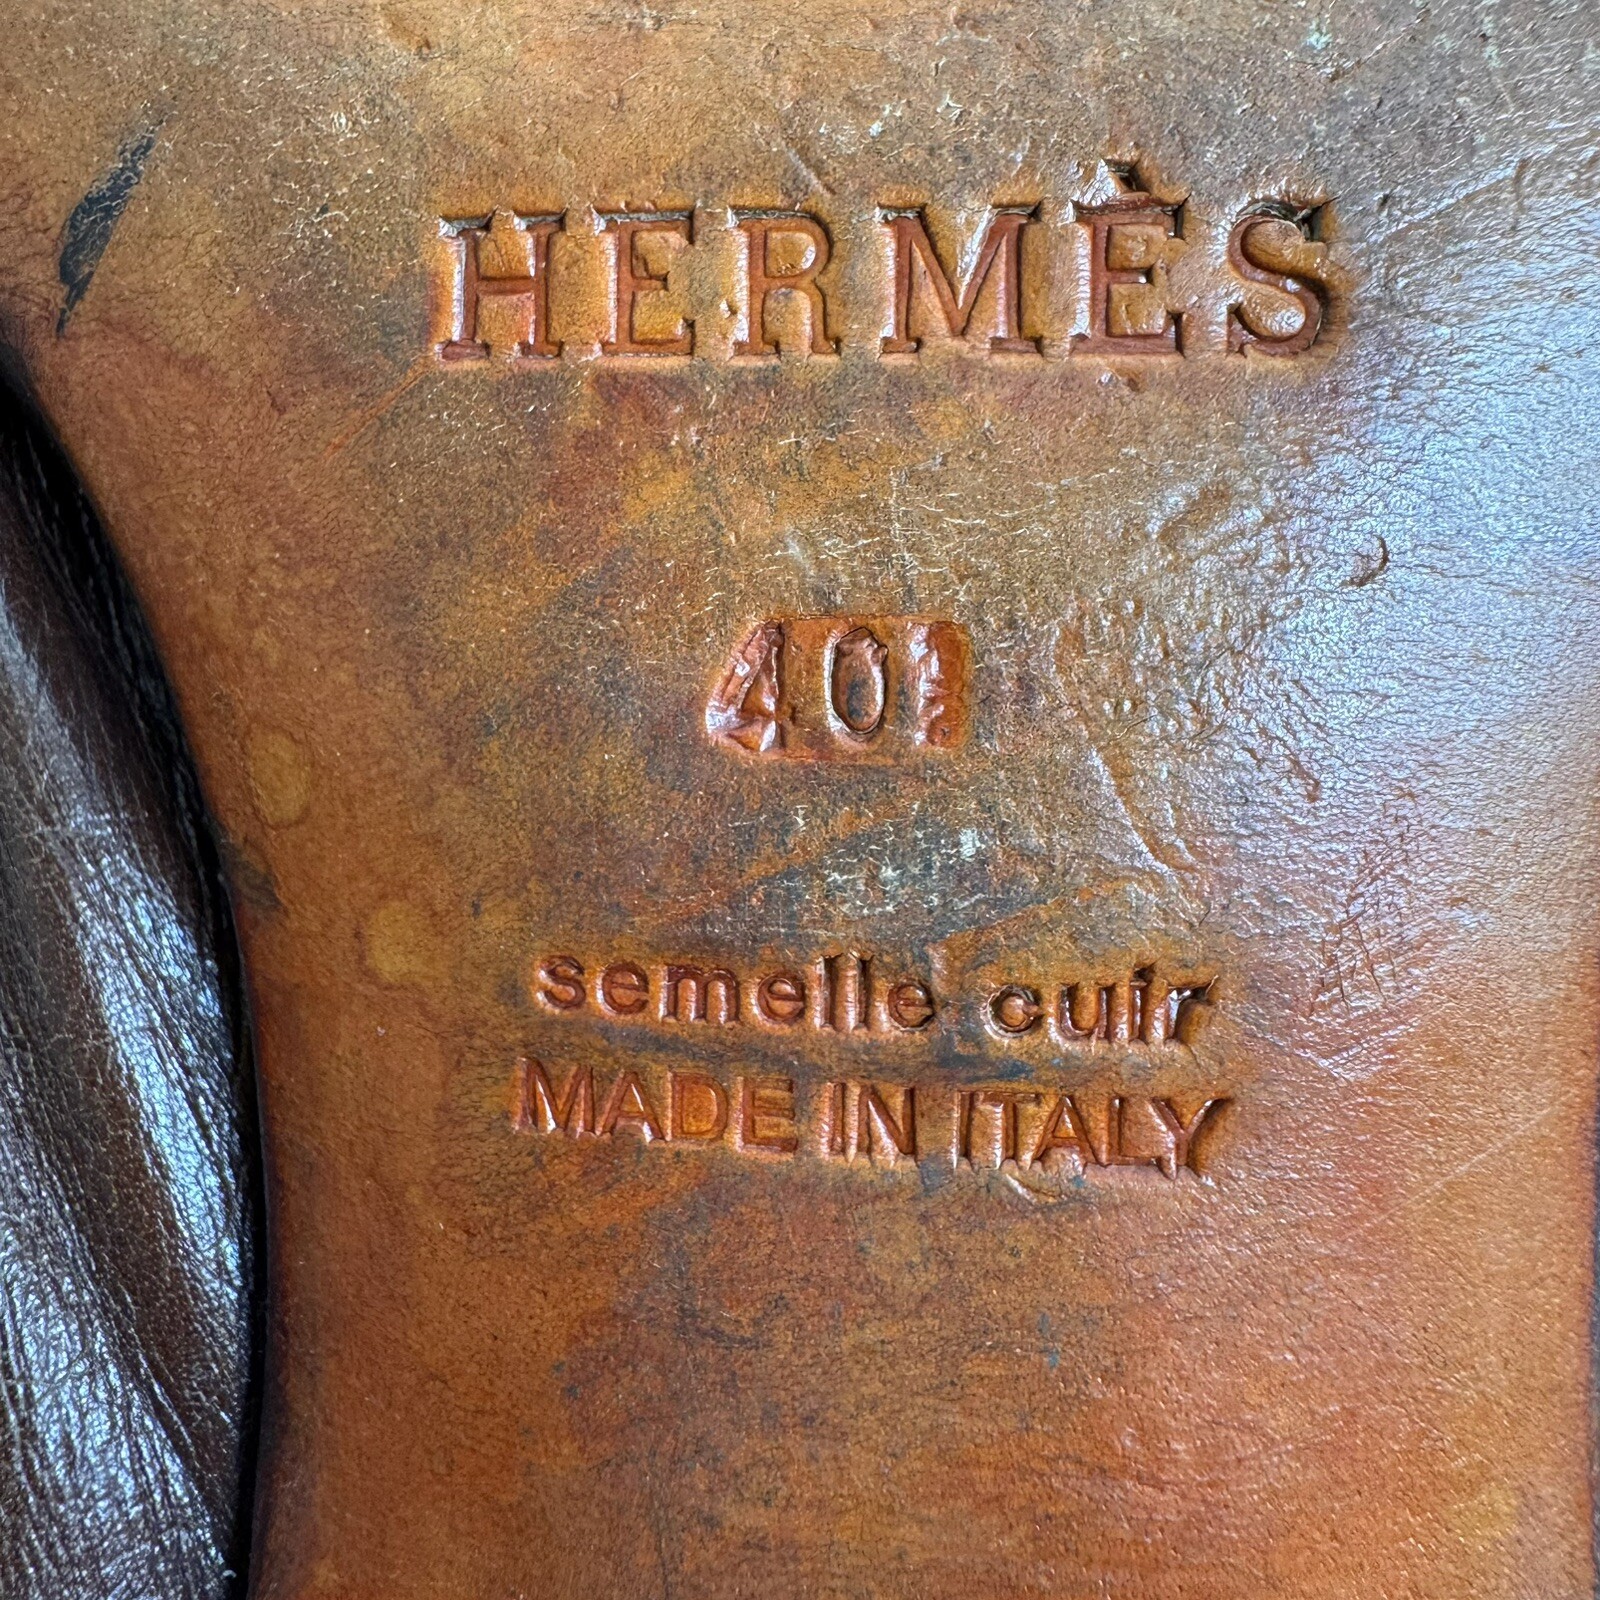 HERMÈS
40
semelle cuir
MADE IN ITALY